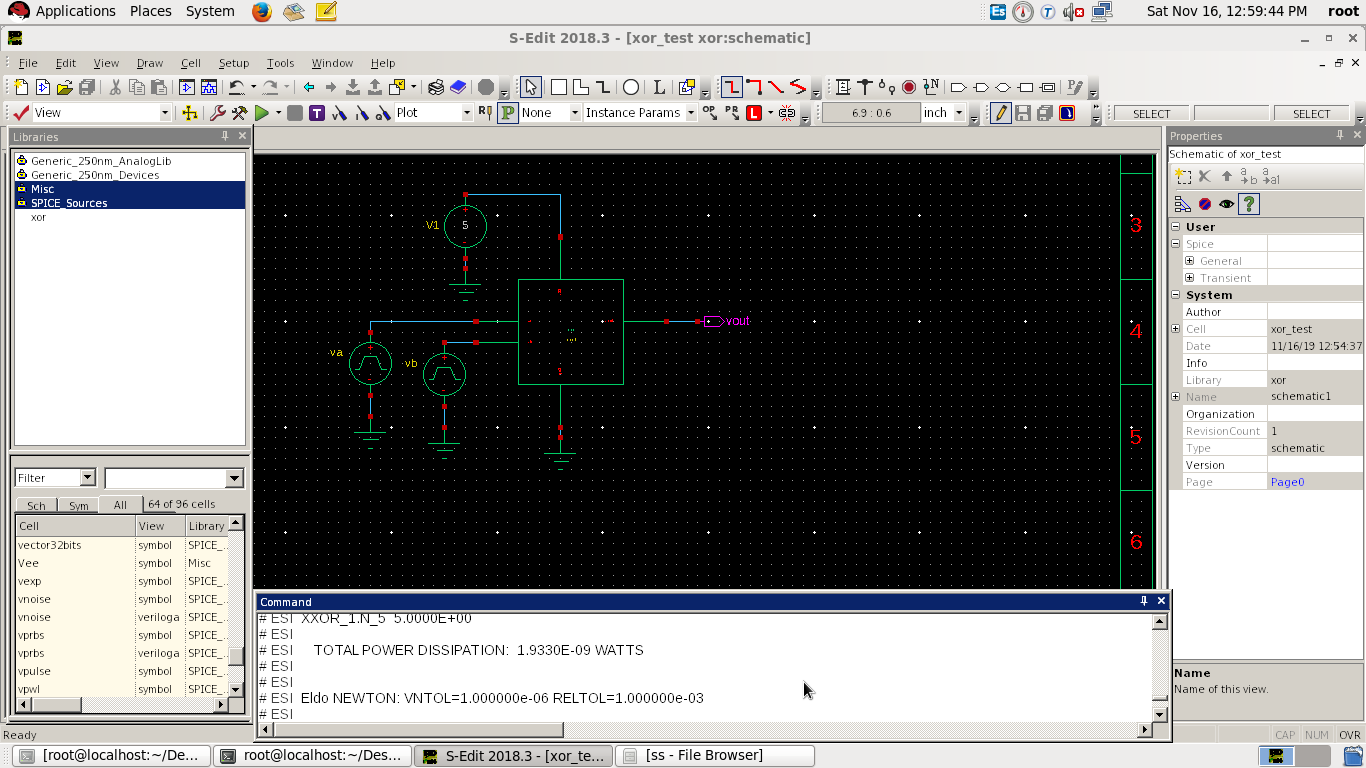 Applications Places System Sat Nov 16, 12:59:44 PM root
S-Edit 2018.3 - [xor_test xor:schematic]
File Edit View Draw Cell Setup Tools Window Help
View Plot None Instance Params 6.9 : 0.6 inch SELECT SELECT
Libraries
Generic_250nm_AnalogLib
Generic_250nm_Devices
Misc
SPICE_Sources
xor
Filter
Sch Sym All 64 of 96 cells
Cell View Library
vector32bits symbol SPICE_...
Vee symbol Misc
vexp symbol SPICE_...
vnoise symbol SPICE_...
vnoise veriloga SPICE_...
vprbs symbol SPICE_...
vprbs veriloga SPICE_...
vpulse symbol SPICE_...
vpwl symbol SPICE_...
V1
5
va
vb
vout
3
4
5
6
Command
# ESI XXOR_1.N_5 5.0000E+00
# ESI
# ESI TOTAL POWER DISSIPATION: 1.9330E-09 WATTS
# ESI
# ESI
# ESI Eldo NEWTON: VNTOL=1.000000e-06 RELTOL=1.000000e-03
# ESI
Properties
Schematic of xor_test
User
Spice
General
Transient
System
Author
Cell xor_test
Date 11/16/19 12:54:37
Info
Library xor
Name schematic1
Organization
RevisionCount 1
Type schematic
Version
Page Page0
Name
Name of this view.
Ready CAP NUM OVR
[root@localhost:~/De... root@localhost:~/Des... S-Edit 2018.3 - [xor_te... [ss - File Browser]